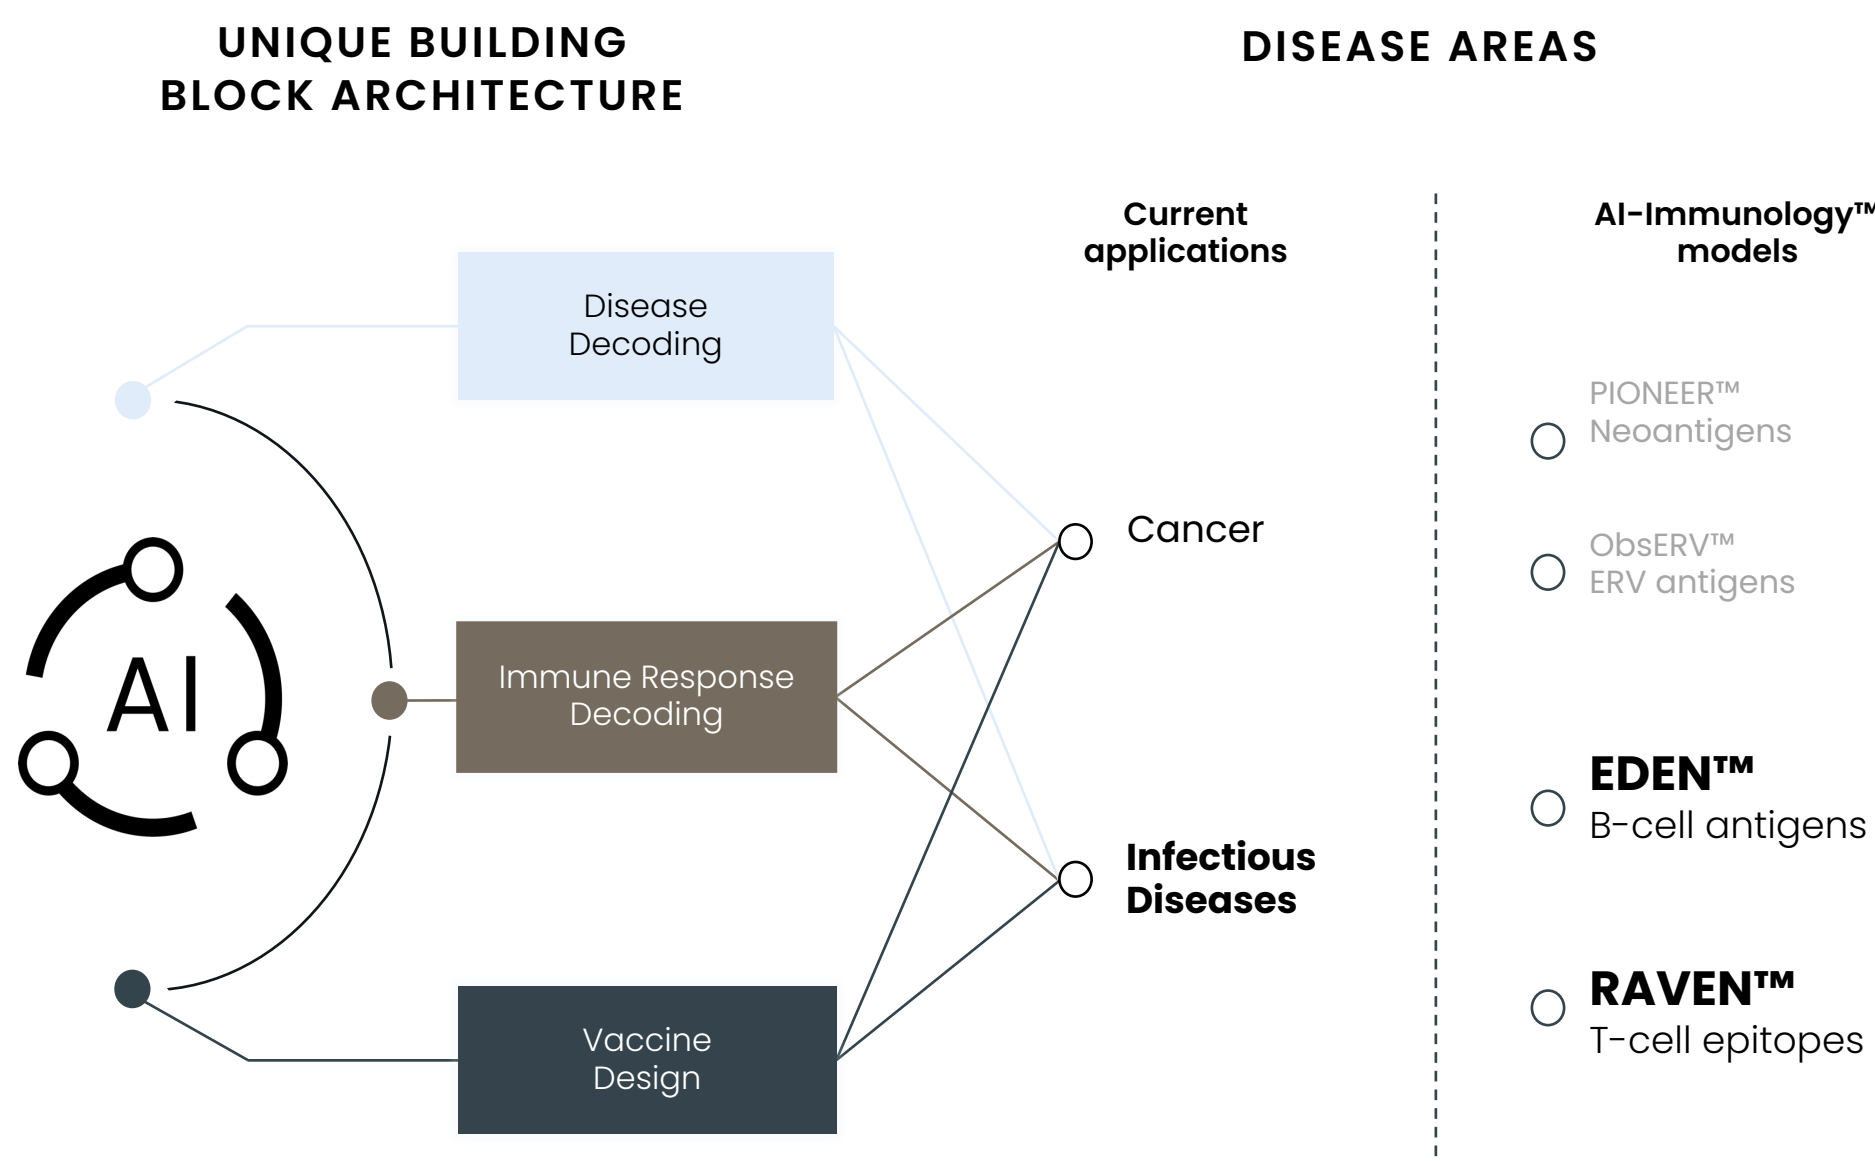 UNIQUE BUILDING
BLOCK ARCHITECTURE
DISEASE AREAS
Current
applications
AI-Immunology™
models
Disease
Decoding
PIONEER™
Neoantigens
Cancer
ObsERV™
ERV antigens
AI
Immune Response
Decoding
EDEN™
B-cell antigens
Infectious
Diseases
RAVEN™
T-cell epitopes
Vaccine
Design